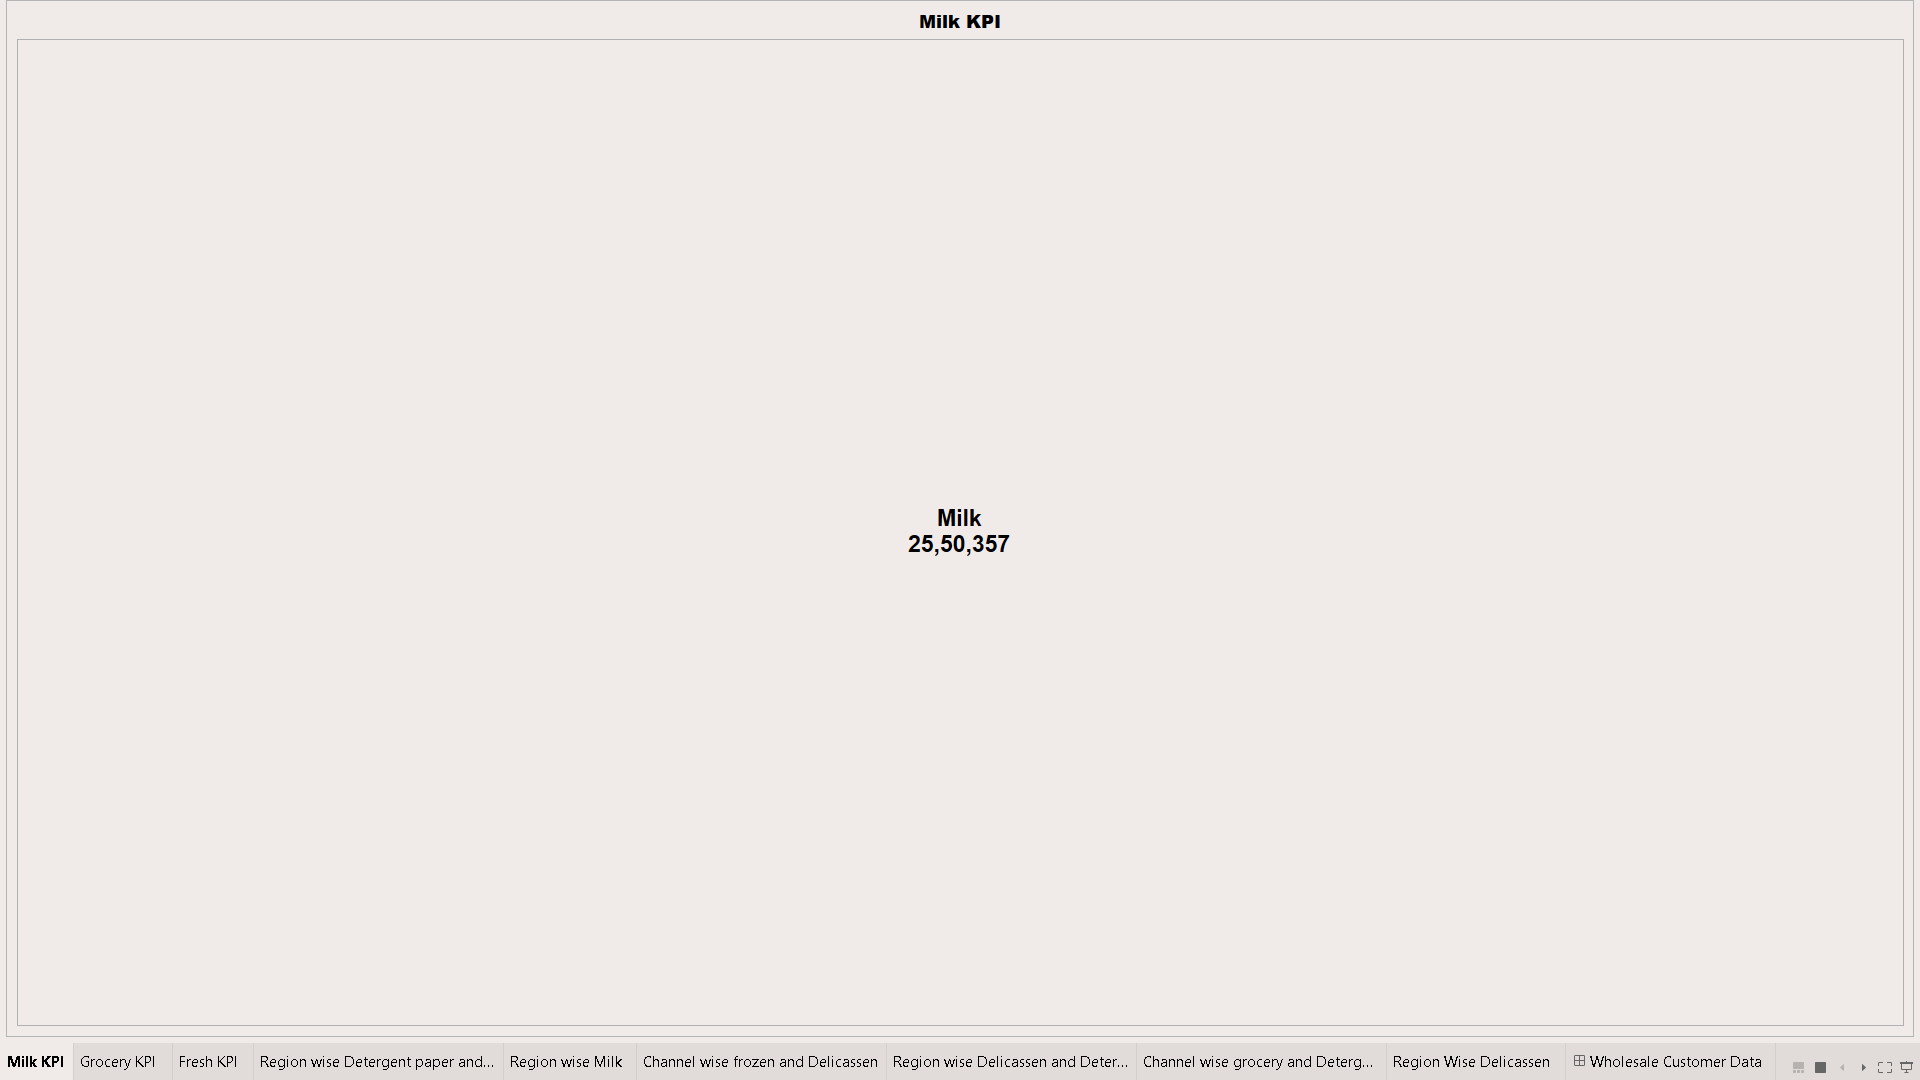 Milk KPI
Milk
25,50,357
Milk KPI
Grocery KPI
Fresh KPI
Region wise Detergent paper and...
Region wise Milk
Channel wise frozen and Delicassen
Region wise Delicassen and Deter...
Channel wise grocery and Deterg...
Region Wise Delicassen
Wholesale Customer Data